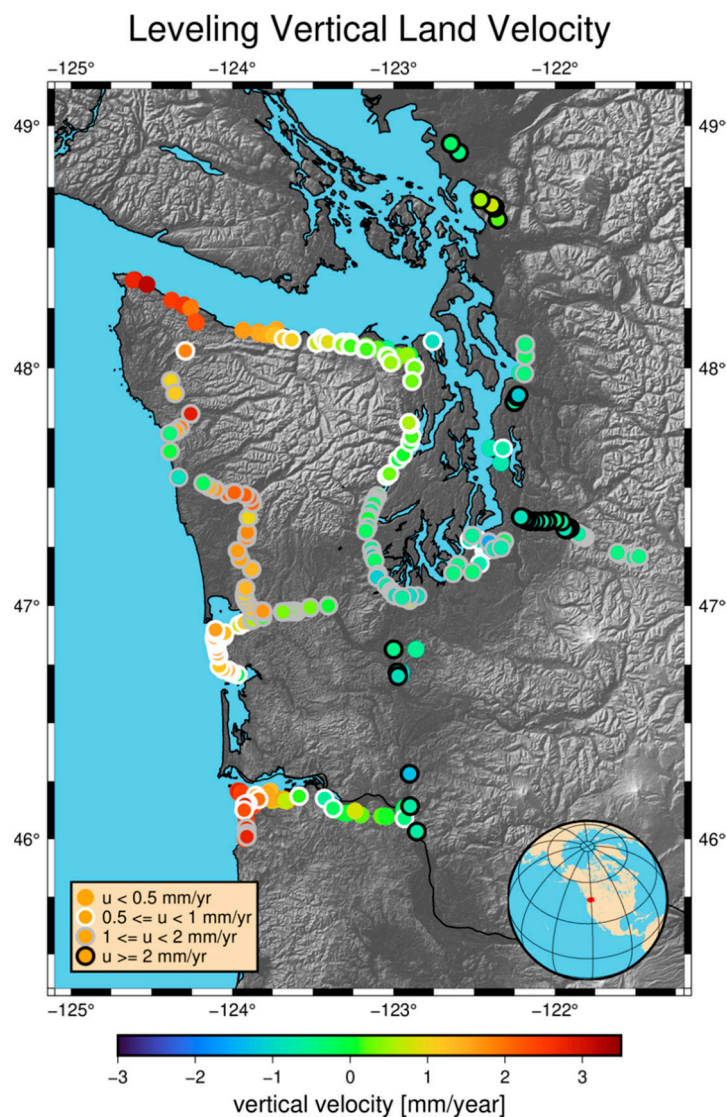 Leveling Vertical Land Velocity
−125° −124° −123° −122°
49° 49°
48° 48°
47° 47°
46° 46°
u < 0.5 mm/yr
0.5 <= u < 1 mm/yr
1 <= u < 2 mm/yr
u >= 2 mm/yr
−125° −124° −123° −122°
−3 −2 −1 0 1 2 3
vertical velocity [mm/year]